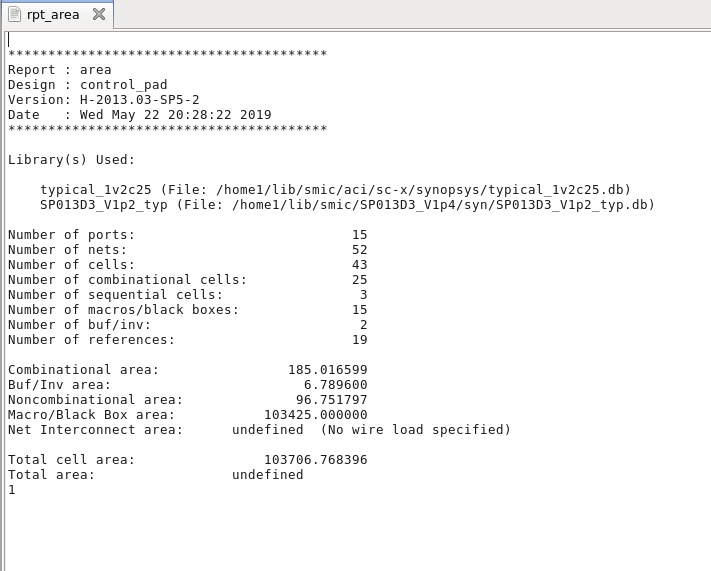 rpt_area
****************************************
Report : area
Design : control_pad
Version: H-2013.03-SP5-2
Date   : Wed May 22 20:28:22 2019
****************************************
Library(s) Used:
typical_1v2c25 (File: /home1/lib/smic/aci/sc-x/synopsys/typical_1v2c25.db)
SP013D3_V1p2_typ (File: /home1/lib/smic/SP013D3_V1p4/syn/SP013D3_V1p2_typ.db)
Number of ports: 15
Number of nets: 52
Number of cells: 43
Number of combinational cells: 25
Number of sequential cells: 3
Number of macros/black boxes: 15
Number of buf/inv: 2
Number of references: 19
Combinational area: 185.016599
Buf/Inv area: 6.789600
Noncombinational area: 96.751797
Macro/Black Box area: 103425.000000
Net Interconnect area: undefined (No wire load specified)
Total cell area: 103706.768396
Total area: undefined
1